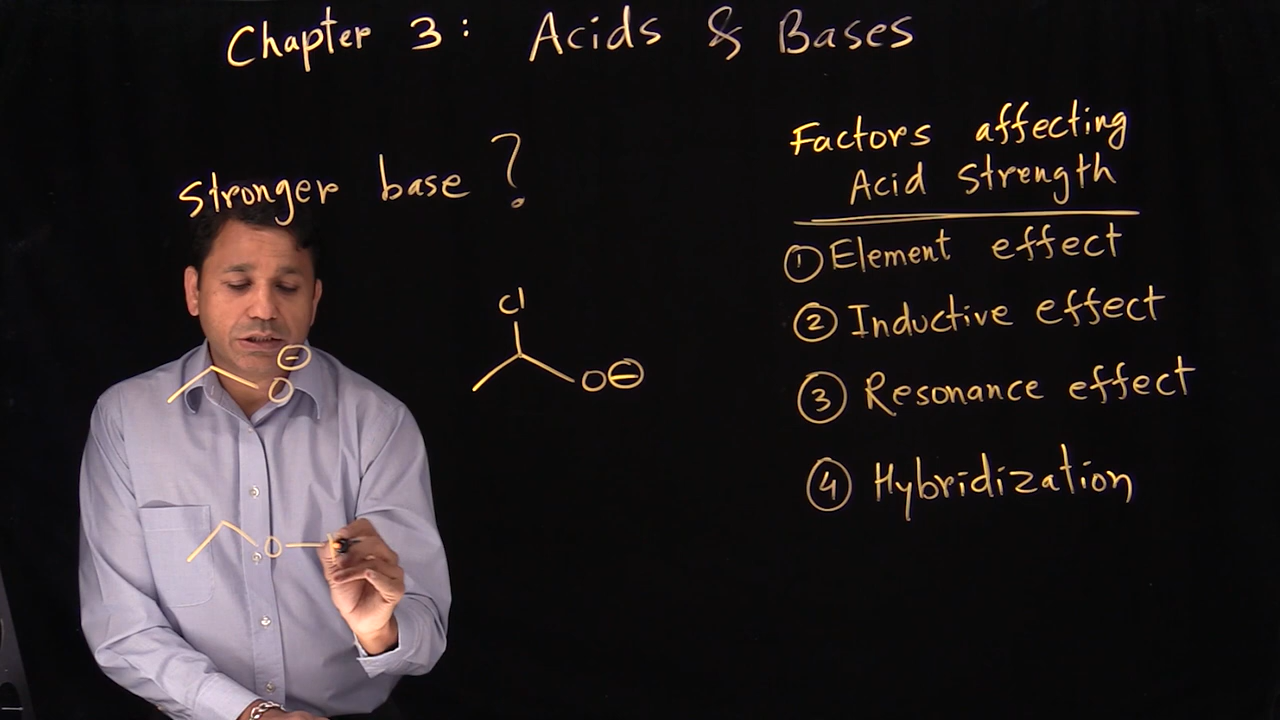 Chapter 3: Acids & Bases
Stronger base?
O⊖
Cl
O⊖
O
Factors affecting
Acid Strength
① Element effect
② Inductive effect
③ Resonance effect
④ Hybridization